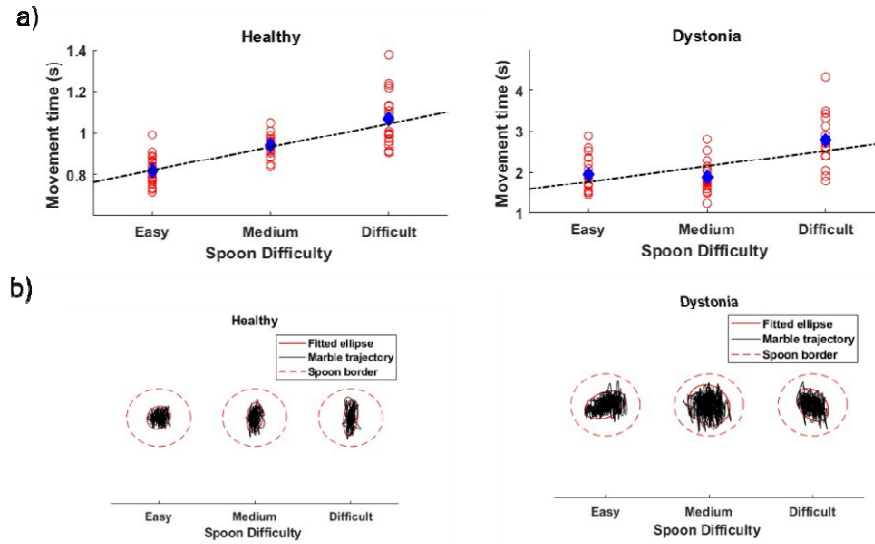 a)
Healthy
Movement time (s)
1.4
1.2
1
0.8
Easy
Medium
Difficult
Spoon Difficulty
Dystonia
Movement time (s)
4
3
2
1
Easy
Medium
Difficult
Spoon Difficulty
b)
Healthy
Fitted ellipse
Marble trajectory
Spoon border
Easy
Medium
Difficult
Spoon Difficulty
Dystonia
Fitted ellipse
Marble trajectory
Spoon border
Easy
Medium
Difficult
Spoon Difficulty